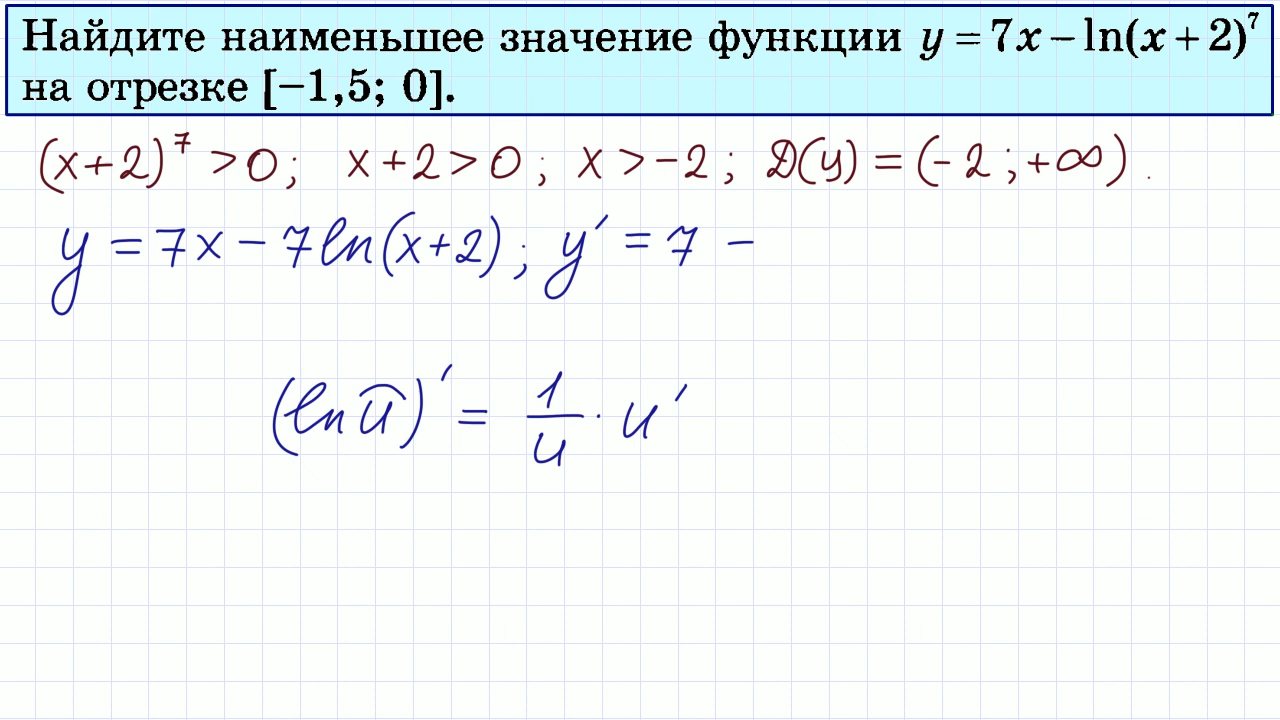 Найдите наименьшее значение функции y = 7x − ln(x + 2)⁷
на отрезке [−1,5; 0].
(x+2)⁷ > 0; x+2 > 0; x > −2; D(y) = (−2; +∞).
y = 7x − 7ln(x+2); y′ = 7 −
(ln u)′ = 1/u · u′